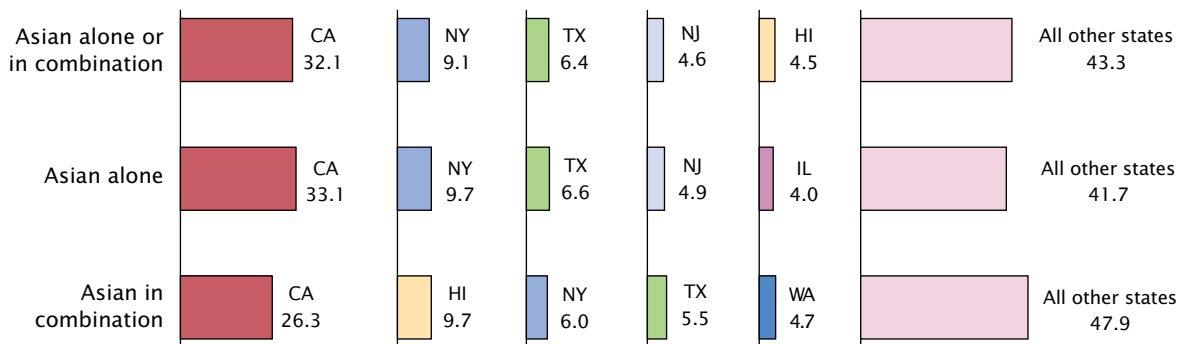 Asian alone or
in combination
CA
32.1
NY
9.1
TX
6.4
NJ
4.6
HI
4.5
All other states
43.3
Asian alone
CA
33.1
NY
9.7
TX
6.6
NJ
4.9
IL
4.0
All other states
41.7
Asian in
combination
CA
26.3
HI
9.7
NY
6.0
TX
5.5
WA
4.7
All other states
47.9